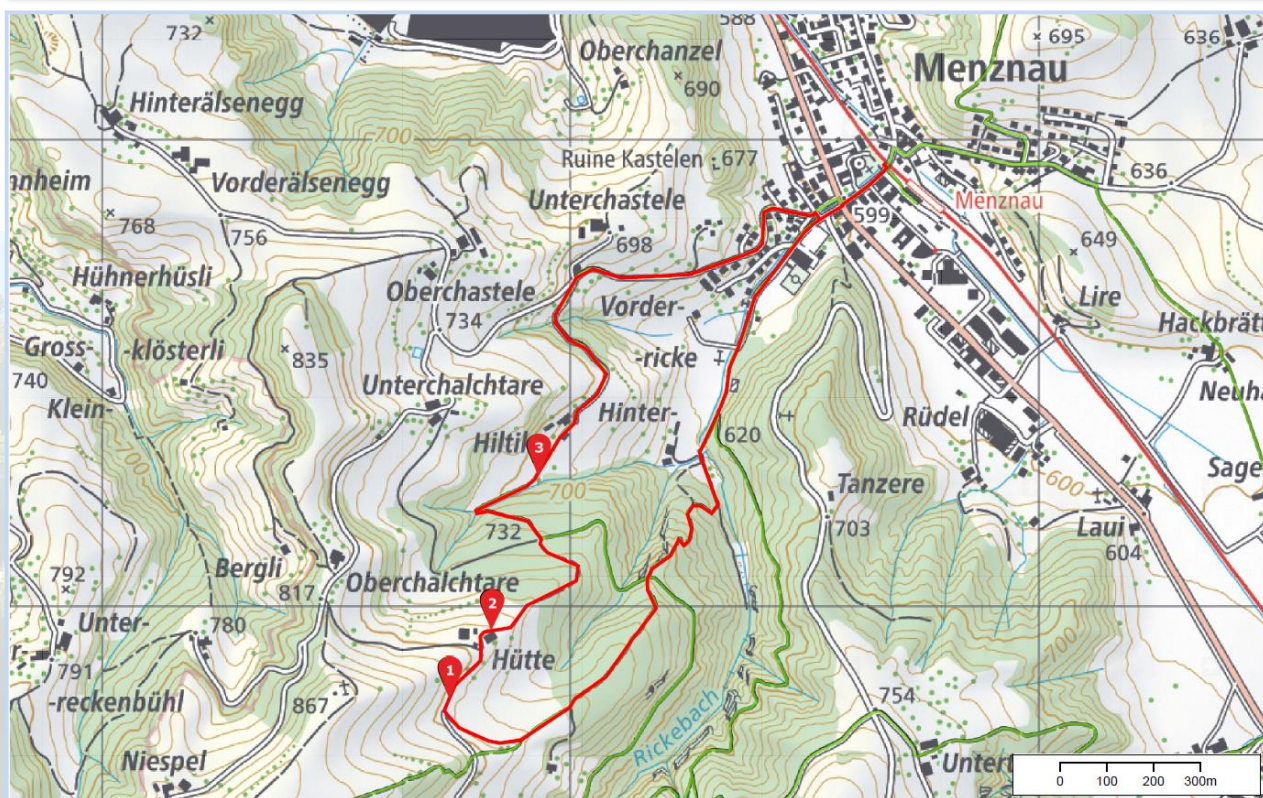 732
588
695
636
Oberchanzel
690
Menznau
Hinterälsenegg
700
Ruine Kastelen
677
Vorderälsenegg
Unterchastele
636
Menznau
nnheim
768
756
698
599
649
Hühnerhüsli
Oberchastele
Vorder-
Lire
734
Hackbrätt
Gross-
-klösterli
835
-ricke
740
Klein-
Unterchalchtare
Hinter-
Rüdel
Neuha
620
Hiltik
3
Sage
700
700
Tanzere
600
732
703
Laui
604
792
Bergli
Oberchalchtare
817
2
Unter-
780
Hütte
700
r-
791
1
-reckenbühl
867
754
Rickebach
Niespel
Untert
0 100 200 300m